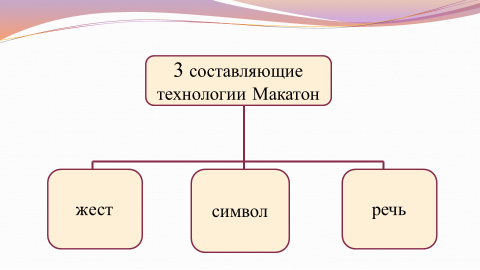 3 составляющие
технологии Макатон
жест
символ
речь